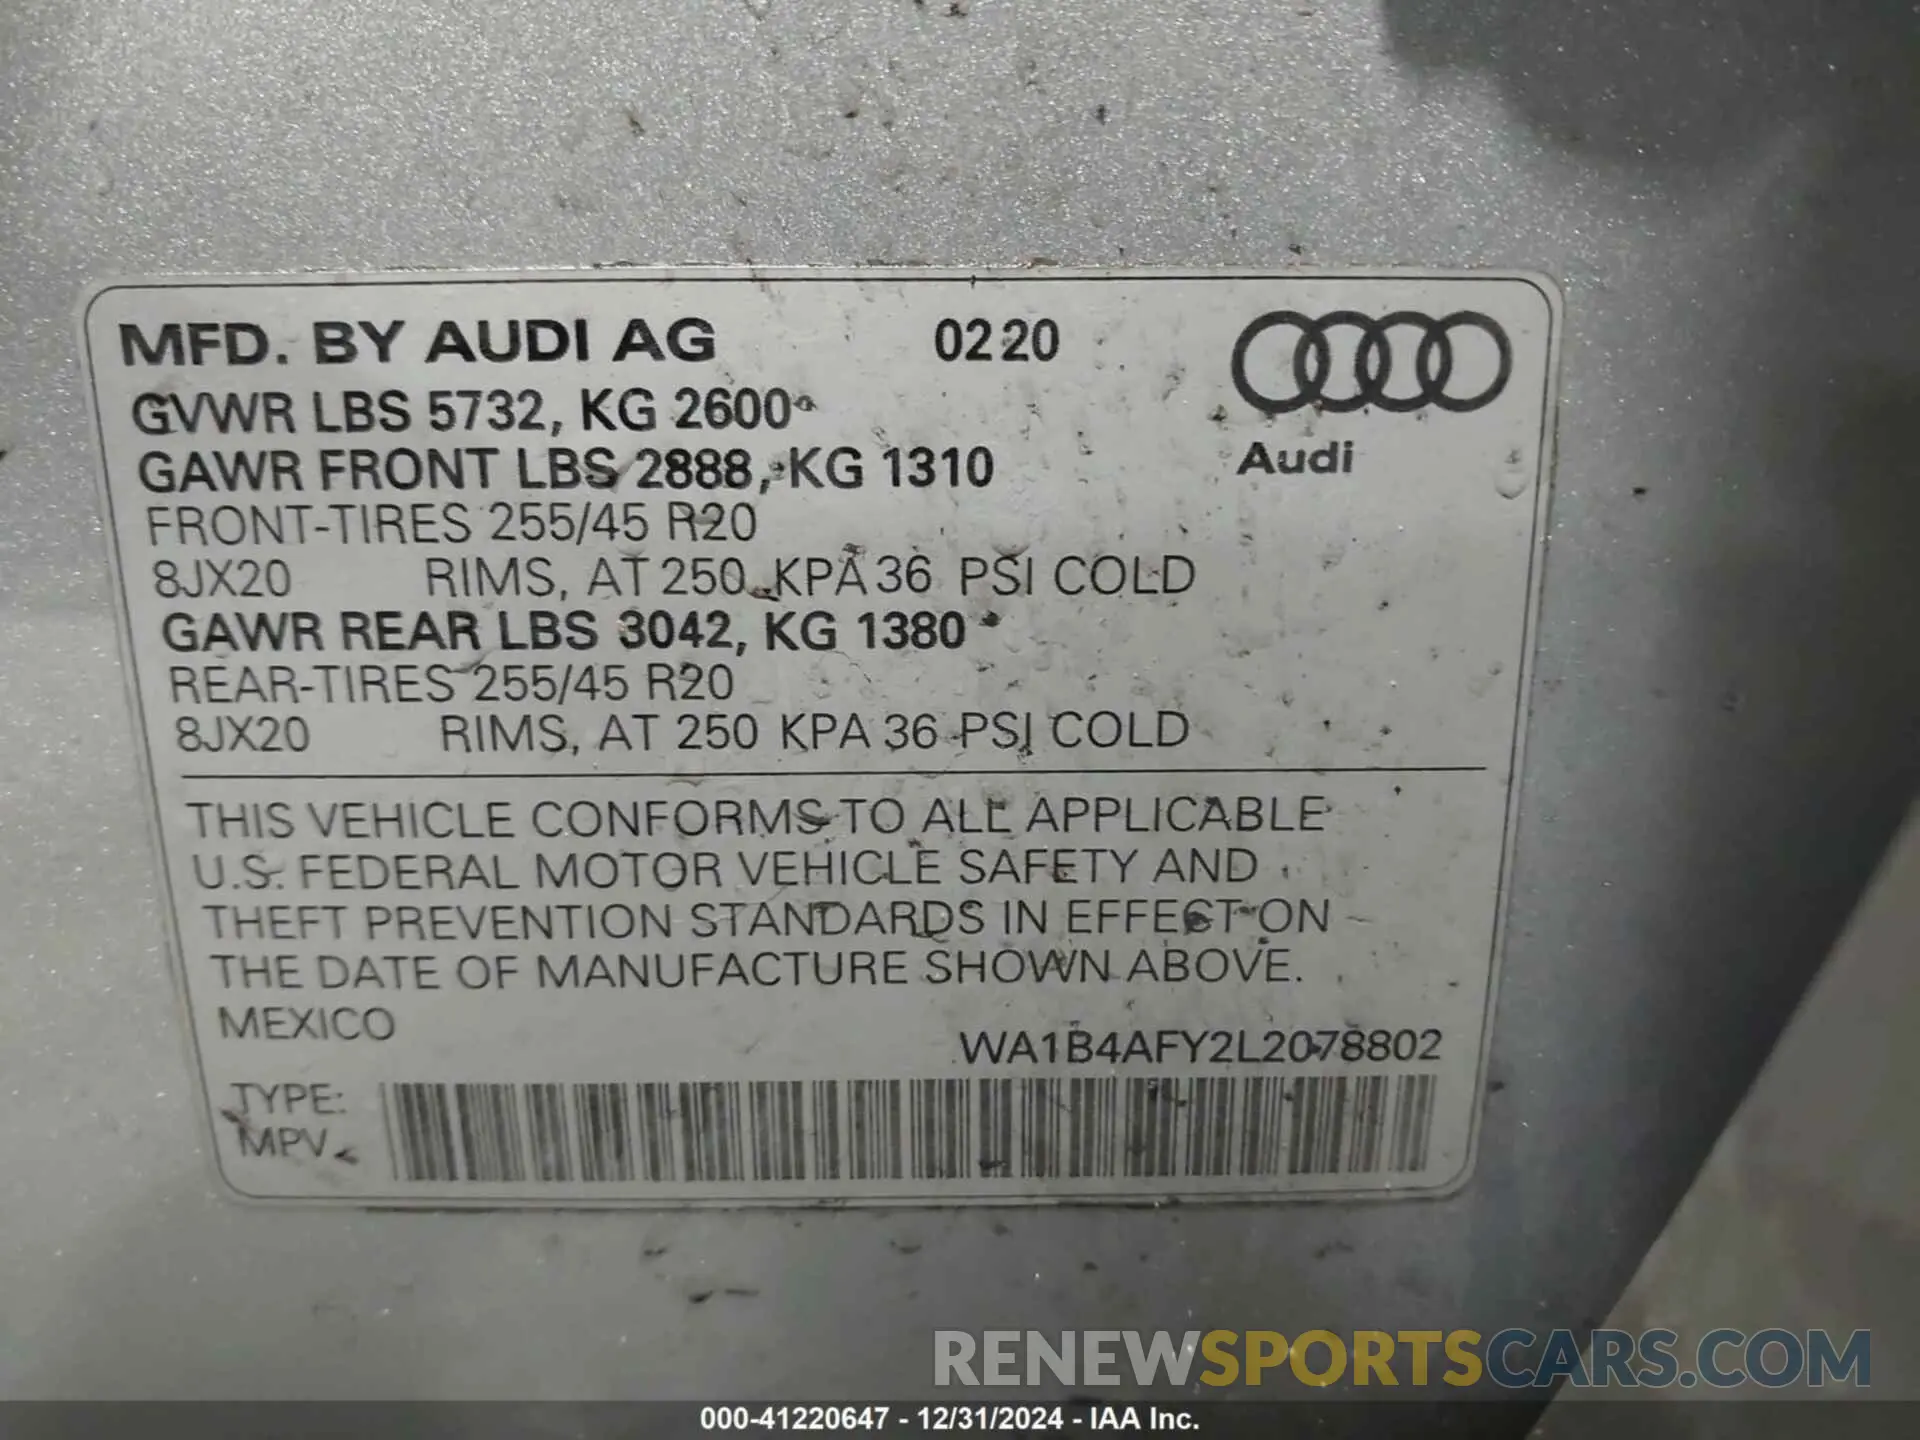 MFD. BY AUDI AG 02 20
GVWR LBS 5732, KG 2600
GAWR FRONT LBS 2888, KG 1310
Audi
FRONT-TIRES 255/45 R20
8JX20 RIMS, AT 250 KPA 36 PSI COLD
GAWR REAR LBS 3042, KG 1380
REAR-TIRES 255/45 R20
8JX20 RIMS, AT 250 KPA 36 PSI COLD
THIS VEHICLE CONFORMS TO ALL APPLICABLE
U.S. FEDERAL MOTOR VEHICLE SAFETY AND
THEFT PREVENTION STANDARDS IN EFFECT ON
THE DATE OF MANUFACTURE SHOWN ABOVE.
MEXICO
WA1B4AFY2L2078802
TYPE:
MPV
RENEWSPORTSCARS.COM
000-41220647 - 12/31/2024 - IAA Inc.